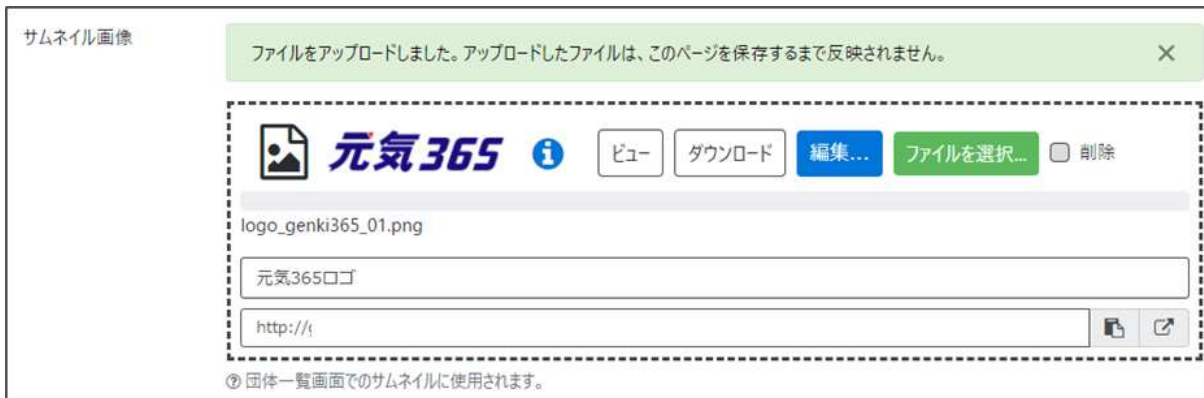 サムネイル画像
ファイルをアップロードしました。アップロードしたファイルは、このページを保存するまで反映されません。
元気365 ビュー ダウンロード 編集... ファイルを選択... 削除
logo_genki365_01.png
元気365ロゴ
http://
団体一覧画面でのサムネイルに使用されます。